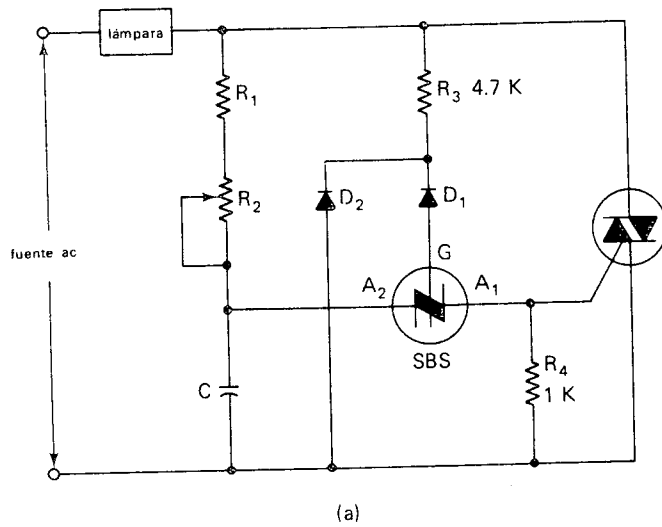 lámpara
R1
R3 4.7 K
R2
D2
D1
fuente ac
G
A2
A1
SBS
C
R4
1 K
(a)